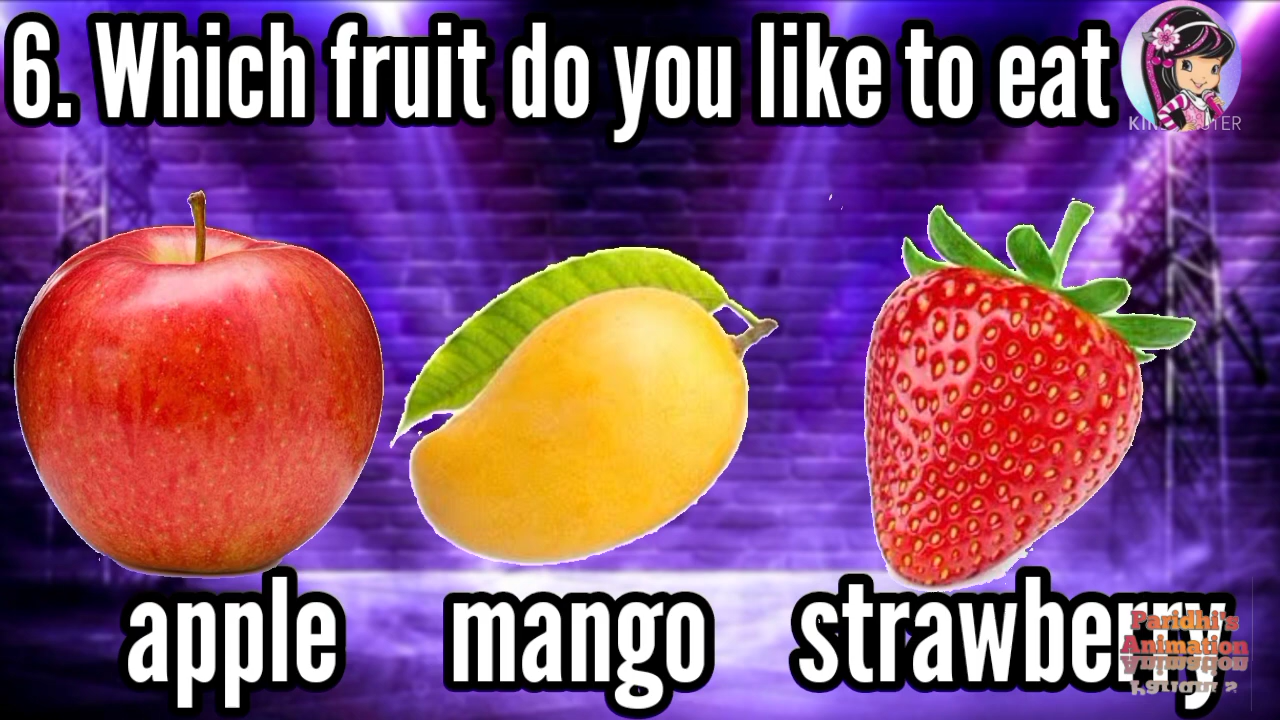 6. Which fruit do you like to eat
apple mango strawberry
Paridhi's
Animation